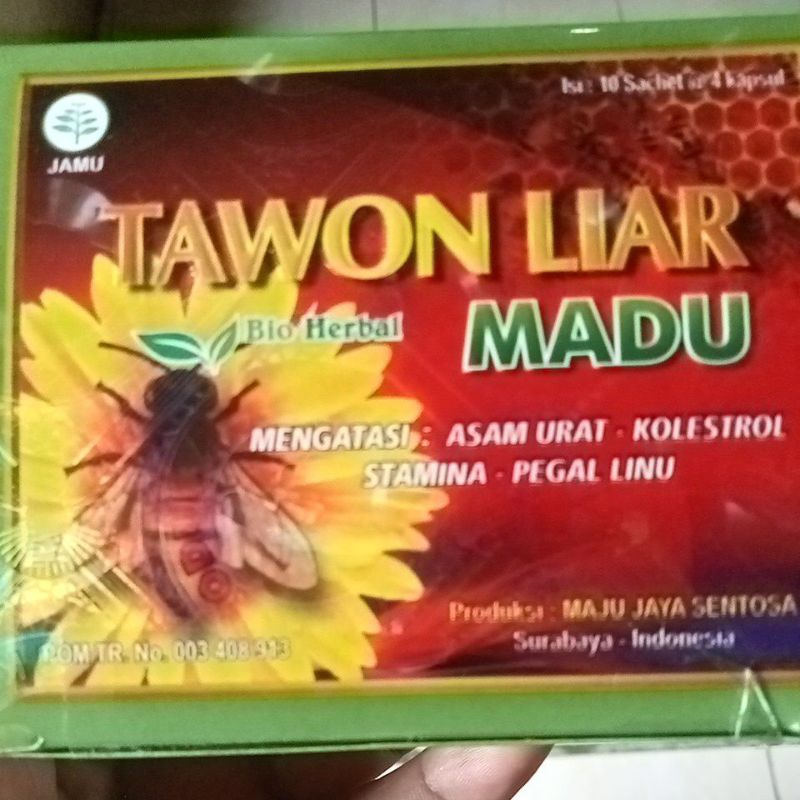 Isi : 10 Sachet @ 4 kapsul
JAMU
TAWON LIAR
Bio Herbal
MADU
MENGATASI : ASAM URAT - KOLESTROL
STAMINA - PEGAL LINU
Produksi : MAJU JAYA SENTOSA
Surabaya - Indonesia
POM TR. No. 003 408 913